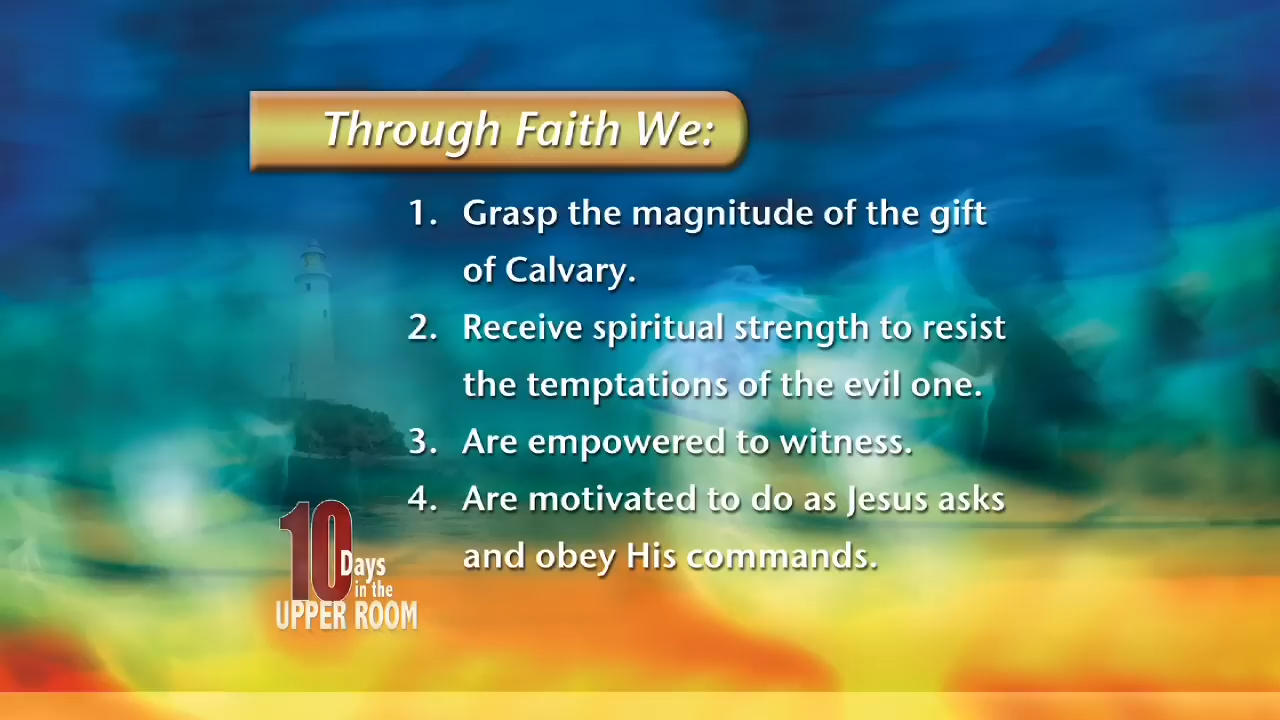 Through Faith We:
1. Grasp the magnitude of the gift
of Calvary.
2. Receive spiritual strength to resist
the temptations of the evil one.
3. Are empowered to witness.
4. Are motivated to do as Jesus asks
and obey His commands.
10 Days
in the
UPPER ROOM